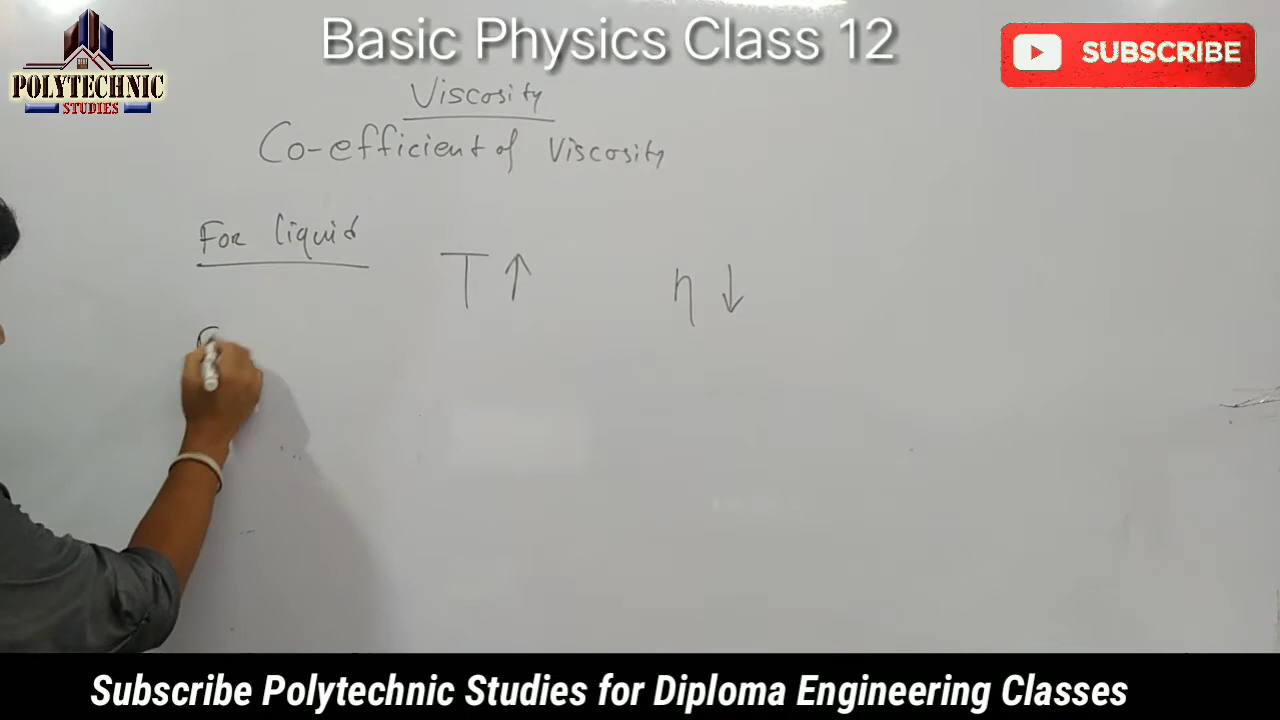 Basic Physics Class 12
POLYTECHNIC
STUDIES
SUBSCRIBE
Viscosity
Co-efficient of Viscosity
For liquid
T ↑ η ↓
Subscribe Polytechnic Studies for Diploma Engineering Classes